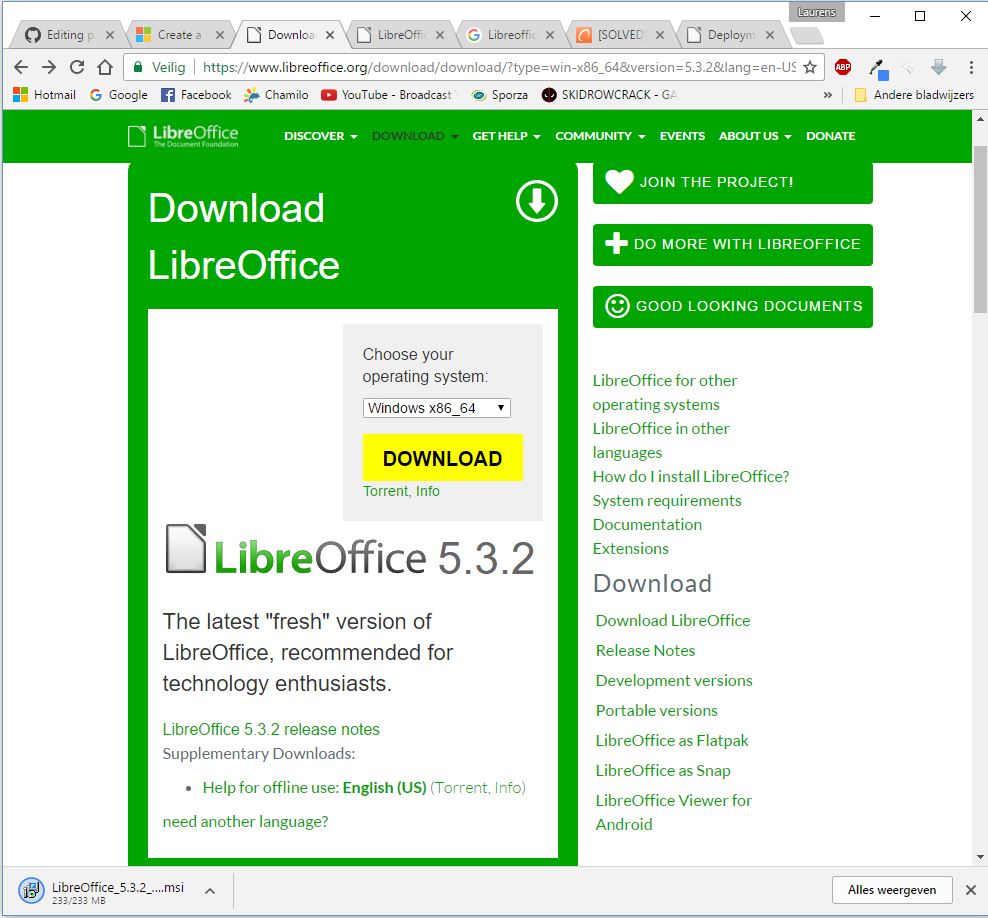 Laurens
Editing p
Create a
Downloa
LibreOffi
Libreoffic
[SOLVED]
Deploym
Veilig
https://www.libreoffice.org/download/download/?type=win-x86_64&version=5.3.2&lang=en-US
ABP
Hotmail
Google
Facebook
Chamilo
YouTube - Broadcast
Sporza
SKIDROWCRACK - GA
»
Andere bladwijzers
LibreOffice
The Document Foundation
DISCOVER
DOWNLOAD
GET HELP
COMMUNITY
EVENTS
ABOUT US
DONATE
Download
LibreOffice
Choose your
operating system:
Windows x86_64
DOWNLOAD
Torrent, Info
LibreOffice 5.3.2
The latest "fresh" version of
LibreOffice, recommended for
technology enthusiasts.
LibreOffice 5.3.2 release notes
Supplementary Downloads:
• Help for offline use: English (US) (Torrent, Info)
need another language?
JOIN THE PROJECT!
DO MORE WITH LIBREOFFICE
GOOD LOOKING DOCUMENTS
LibreOffice for other
operating systems
LibreOffice in other
languages
How do I install LibreOffice?
System requirements
Documentation
Extensions
Download
Download LibreOffice
Release Notes
Development versions
Portable versions
LibreOffice as Flatpak
LibreOffice as Snap
LibreOffice Viewer for
Android
LibreOffice_5.3.2_....msi
233/233 MB
Alles weergeven